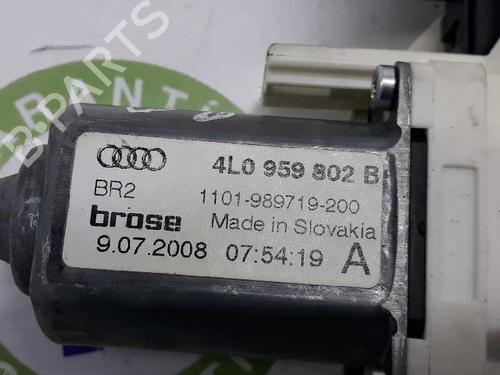 B.PARTS
4L0 959 802 B
BR2
1101-989719-200
brose
Made in Slovakia
9.07.2008 07:54:19 A